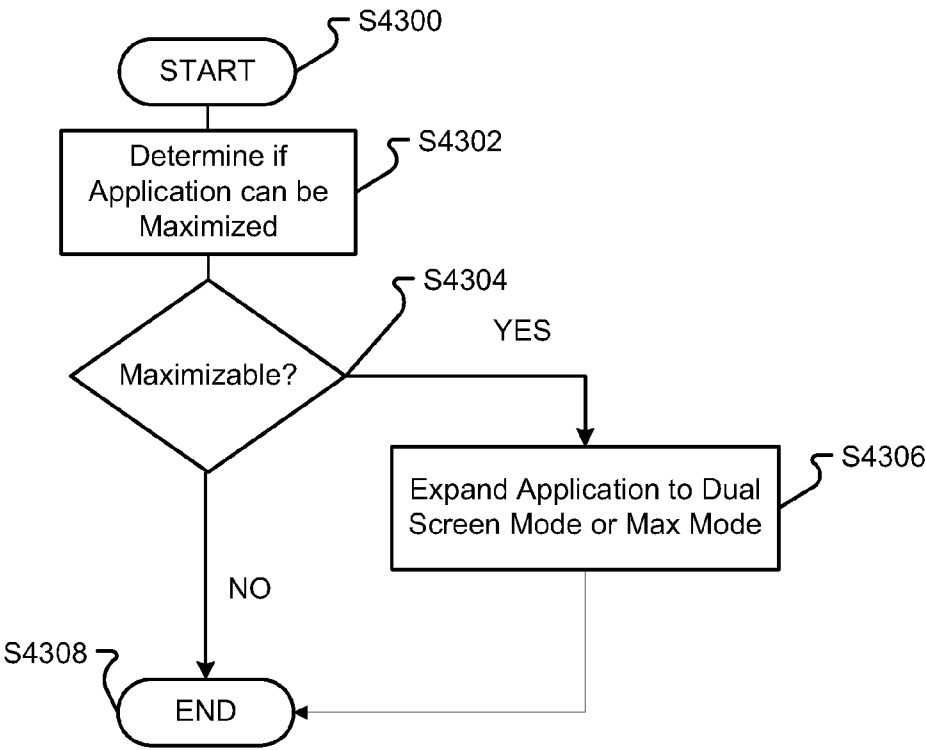 S4300
START
S4302
Determine if
Application can be
Maximized
S4304
YES
Maximizable?
S4306
Expand Application to Dual
Screen Mode or Max Mode
NO
S4308
END